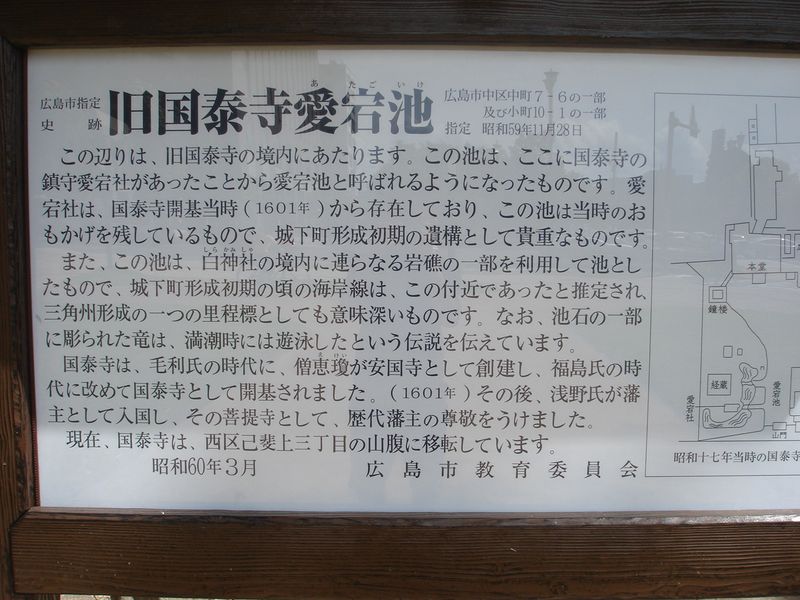 広島市指定
史跡
旧国泰寺愛宕池
あたごいけ
広島市中区中町7-6の一部
及び小町10-1の一部
指定 昭和59年11月28日
この辺りは、旧国泰寺の境内にあたります。この池は、ここに国泰寺の
鎮守愛宕社があったことから愛宕池と呼ばれるようになったものです。愛
宕社は、国泰寺開基当時(1601年)から存在しており、この池は当時のお
もかげを残しているもので、城下町形成初期の遺構として貴重なものです。
しらかみしゃ
また、この池は、白神社の境内に連らなる岩礁の一部を利用して池とし
たもので、城下町形成初期の頃の海岸線は、この付近であったと推定され、
三角州形成の一つの里程標としても意味深いものです。なお、池石の一部
に彫られた竜は、満潮時には遊泳したという伝説を伝えています。
えけい
国泰寺は、毛利氏の時代に、僧恵瓊が安国寺として創建し、福島氏の時
代に改めて国泰寺として開基されました。(1601年)その後、浅野氏が藩
主として入国し、その菩提寺として、歴代藩主の尊敬をうけました。
現在、国泰寺は、西区己斐上三丁目の山腹に移転しています。
昭和60年3月 広島市教育委員会
本堂
鐘楼
経蔵
愛宕社
愛宕池
山門
昭和十七年当時の国泰寺